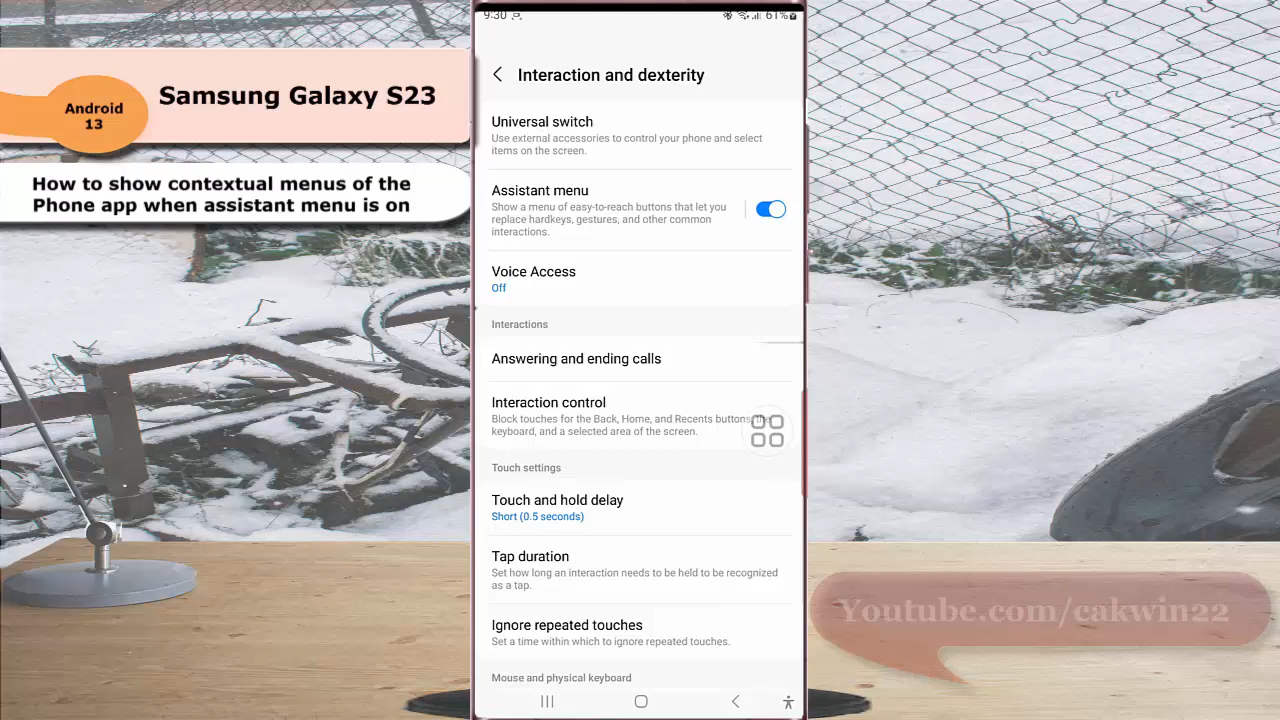 Android
13
Samsung Galaxy S23
How to show contextual menus of the
Phone app when assistant menu is on
9:30
61%
Interaction and dexterity
Universal switch
Use external accessories to control your phone and select
items on the screen.
Assistant menu
Show a menu of easy-to-reach buttons that let you
replace hardkeys, gestures, and other common
interactions.
Voice Access
Off
Interactions
Answering and ending calls
Interaction control
Block touches for the Back, Home, and Recents buttons, the
keyboard, and a selected area of the screen.
Touch settings
Touch and hold delay
Short (0.5 seconds)
Tap duration
Set how long an interaction needs to be held to be recognized
as a tap.
Ignore repeated touches
Set a time within which to ignore repeated touches.
Mouse and physical keyboard
Youtube.com/cakwin22